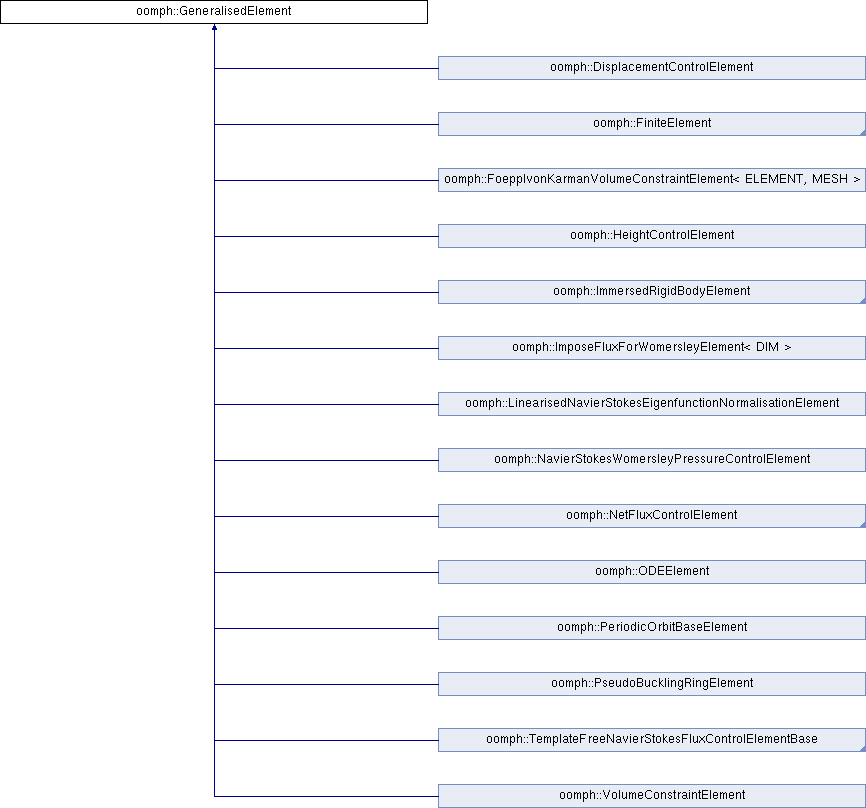 oomph::GeneralisedElement
oomph::DisplacementControlElement
oomph::FiniteElement
oomph::FoepplvonKarmanVolumeConstraintElement< ELEMENT, MESH >
oomph::HeightControlElement
oomph::ImmersedRigidBodyElement
oomph::ImposeFluxForWomersleyElement< DIM >
oomph::LinearisedNavierStokesEigenfunctionNormalisationElement
oomph::NavierStokesWomersleyPressureControlElement
oomph::NetFluxControlElement
oomph::ODEElement
oomph::PeriodicOrbitBaseElement
oomph::PseudoBucklingRingElement
oomph::TemplateFreeNavierStokesFluxControlElementBase
oomph::VolumeConstraintElement